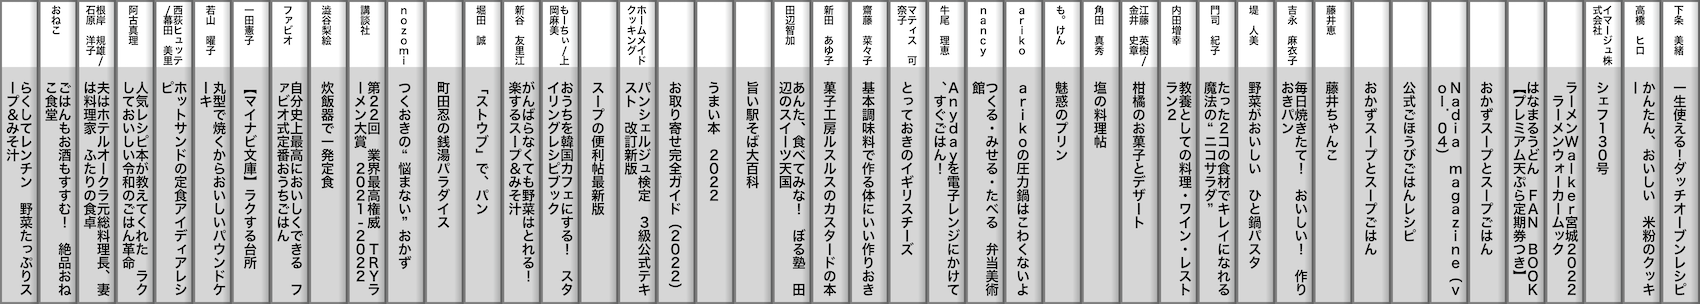 下条　美緒
一生使える！ダッチオーブンレシピ
高橋　ヒロ
かんたん、おいしい　米粉のクッキ
ー
イマージュ株
式会社
シェフ１３０号
ラーメンＷａｌｋｅｒ宮城２０２２
　ラーメンウォーカームック
はなまるうどん　ＦＡＮ　ＢＯＯＫ
【プレミアム天ぷら定期券つき】
おかずスープとスープごはん
Ｎａｄｉａ　ｍａｇａｚｉｎｅ（ｖ
ｏｌ．０４）
公式ごほうびごはんレシピ
おかずスープとスープごはん
藤井恵
藤井ちゃんこ
吉永　麻衣子
毎日焼きたて！　おいしい！　作り
おきパン
堤　人美
野菜がおいしい　ひと鍋パスタ
門司　紀子
たった２コの食材でキレイになれる
魔法の“ニコサラダ”
内田増幸
教養としての料理・ワイン・レスト
ラン２
江藤　英樹／
金井　史章
柑橘のお菓子とデザート
角田　真秀
塩の料理帖
も。けん
魅惑のプリン
ａｒｉｋｏ
ａｒｉｋｏの圧力鍋はこわくないよ
ｎａｎｃｙ
つくる・みせる・たべる　弁当美術
館
牛尾　理恵
Ａｎｙｄａｙを電子レンジにかけて
、すぐごはん！
マティス　可
奈子
とっておきのイギリスチーズ
齋藤　菜々子
基本調味料で作る体にいい作りおき
新田　あゆ子
菓子工房ルスルスのカスタードの本
田辺智加
あんた、食べてみな！　ぼる塾　田
辺のスイーツ天国
旨い駅そば大百科
うまい本　２０２２
お取り寄せ完全ガイド（２０２２）
ホームメイド
クッキング
パンシェルジュ検定　３級公式テキ
スト　改訂新版
スープの便利帖最新版
もーちぃ／上
岡麻美
おうちを韓国カフェにする！　スタ
イリングレシピブック
新谷　友里江
がんばらなくても野菜はとれる！　
楽するスープ＆みそ汁
堀田　誠
「ストウブ」で、パン
町田忍の銭湯パラダイス
ｎｏｚｏｍｉ
つくおきの“悩まない”おかず
講談社
第２２回　業界最高権威　ＴＲＹラ
ーメン大賞　２０２１-２０２２
澁谷梨絵
炊飯器で一発定食
ファビオ
自分史上最高においしくできる　フ
ァビオ式定番おうちごはん
一田憲子
【マイナビ文庫】ラクする台所
若山　曜子
丸型で焼くからおいしいパウンドケ
ーキ
西荻ヒュッテ
／幕田　美里
ホットサンドの定食アイディアレシ
ピ
阿古真理
人気レシピ本が教えてくれた　ラク
しておいしい令和のごはん革命
根岸　規雄／
石原　洋子
夫はホテルオークラ元総料理長、妻
は料理家　ふたりの食卓
おねこ
ごはんもお酒もすすむ！　絶品おね
こ食堂
らくしてレンチン　野菜たっぷりス
ープ＆みそ汁